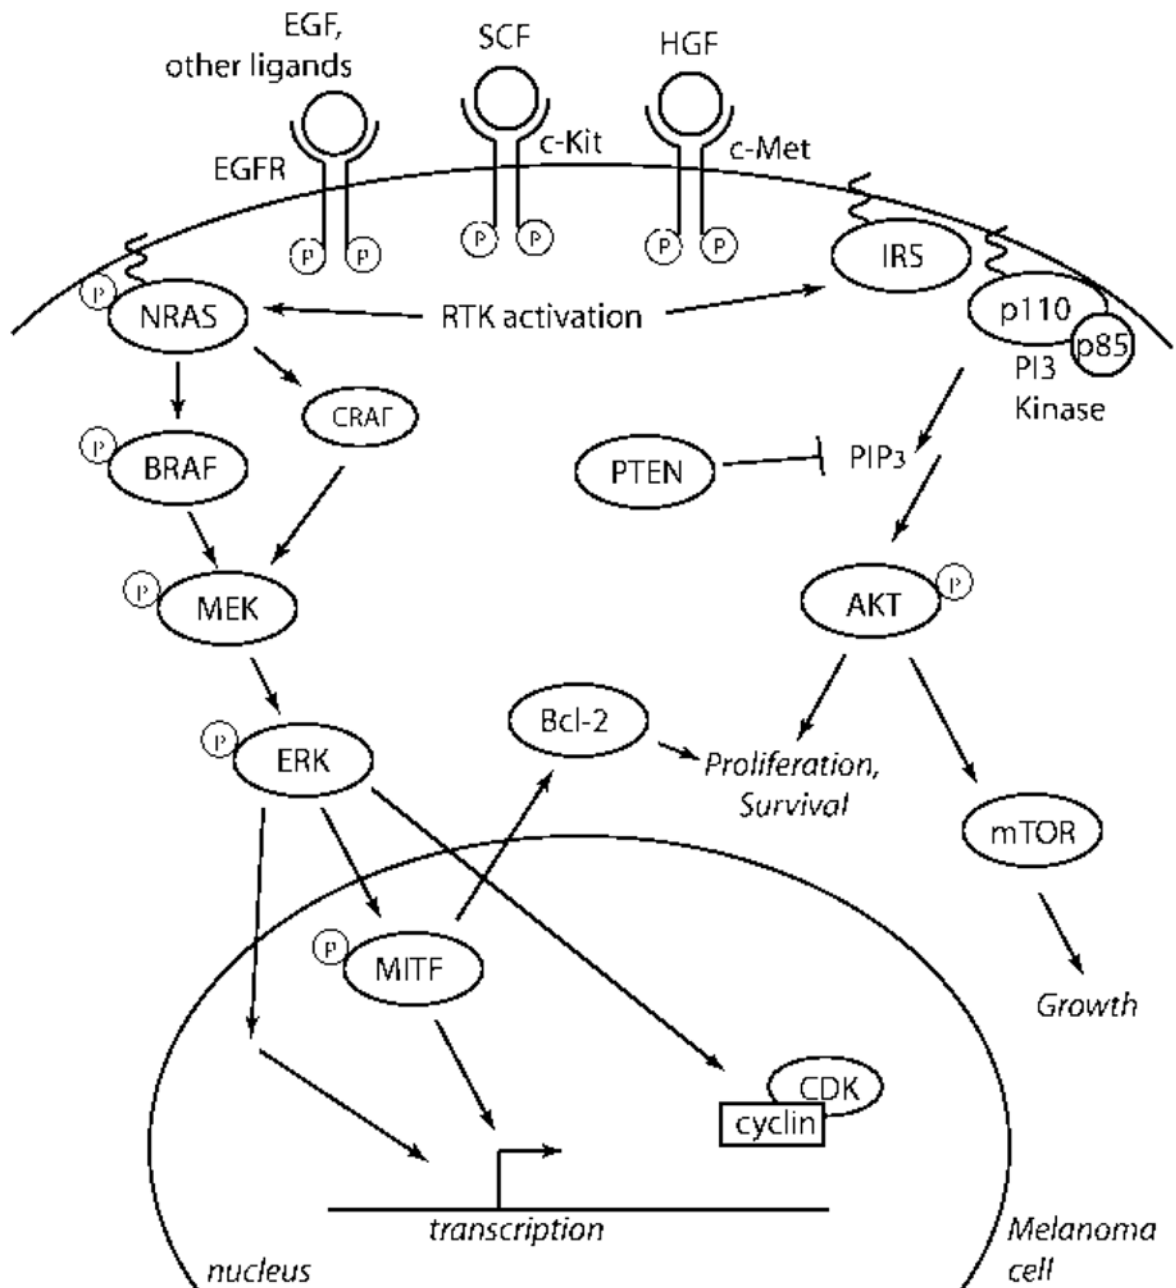 EGF,
other ligands
SCF
HGF
EGFR
c-Kit
c-Met
P
P
P
P
P
P
IRS
P
NRAS
RTK activation
p110
p85
PI3
Kinase
CRAF
P
BRAF
PTEN
PIP3
P
MEK
AKT
P
Bcl-2
P
ERK
Proliferation,
Survival
mTOR
P
MITF
Growth
CDK
cyclin
transcription
nucleus
Melanoma
cell